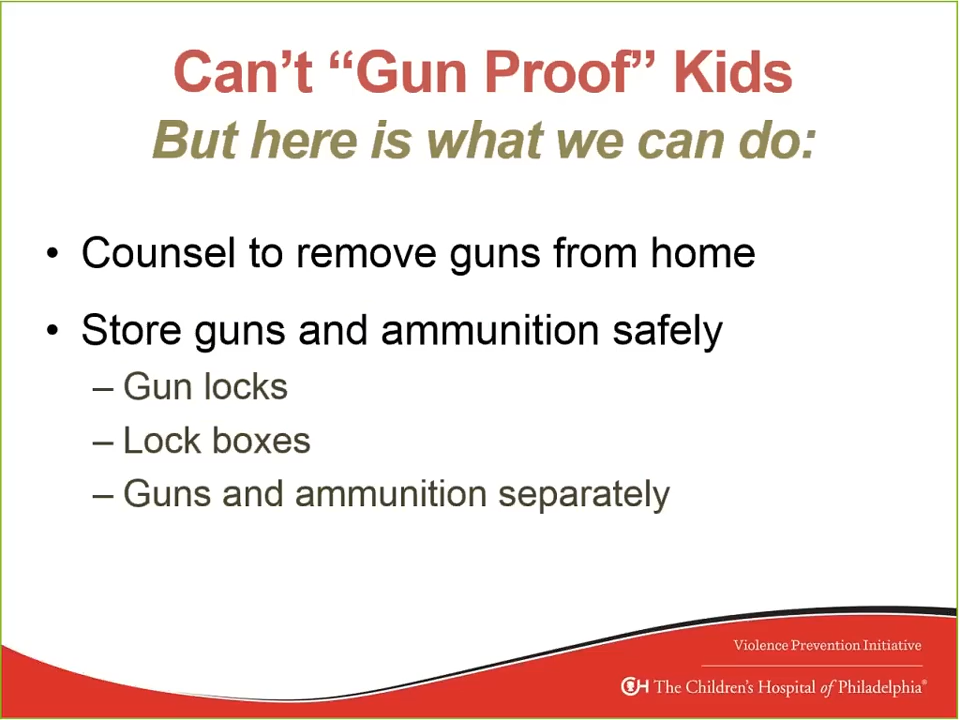 Can’t “Gun Proof” Kids
But here is what we can do:
• Counsel to remove guns from home
• Store guns and ammunition safely
– Gun locks
– Lock boxes
– Guns and ammunition separately
Violence Prevention Initiative
CH The Children’s Hospital of Philadelphia®